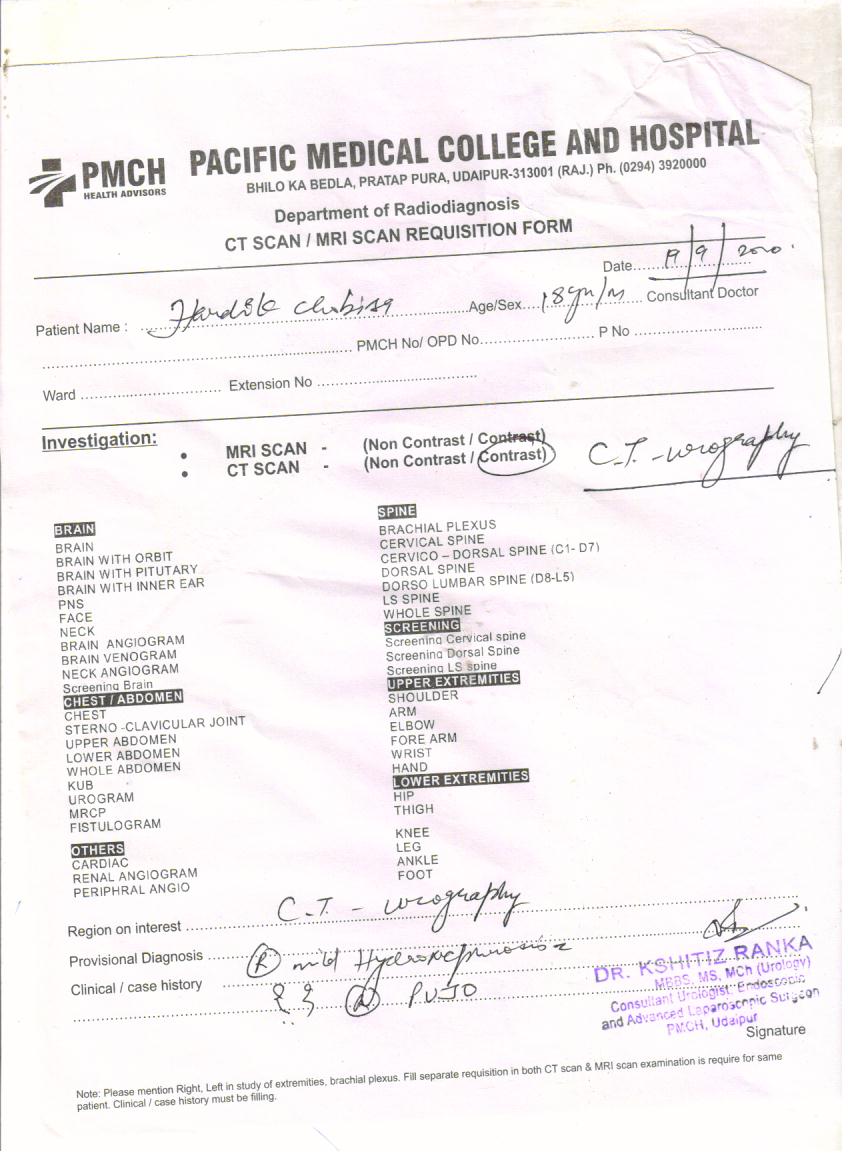 PMCH
HEALTH ADVISORS
PACIFIC MEDICAL COLLEGE AND HOSPITAL
BHILO KA BEDLA, PRATAP PURA, UDAIPUR-313001 (RAJ.) Ph. (0294) 3920000
Department of Radiodiagnosis
CT SCAN / MRI SCAN REQUISITION FORM
Date 9/2020
Patient Name : Age/Sex 18yr/m Consultant Doctor
PMCH No/ OPD No. P No
Ward Extension No
Investigation:
• MRI SCAN - (Non Contrast / Contrast)
• CT SCAN - (Non Contrast / Contrast) C.T. - urography
BRAIN
BRAIN
BRAIN WITH ORBIT
BRAIN WITH PITUTARY
BRAIN WITH INNER EAR
PNS
FACE
NECK
BRAIN ANGIOGRAM
BRAIN VENOGRAM
NECK ANGIOGRAM
Screening Brain
CHEST / ABDOMEN
CHEST
STERNO -CLAVICULAR JOINT
UPPER ABDOMEN
LOWER ABDOMEN
WHOLE ABDOMEN
KUB
UROGRAM
MRCP
FISTULOGRAM
OTHERS
CARDIAC
RENAL ANGIOGRAM
PERIPHRAL ANGIO
SPINE
BRACHIAL PLEXUS
CERVICAL SPINE
CERVICO – DORSAL SPINE (C1- D7)
DORSAL SPINE
DORSO LUMBAR SPINE (D8-L5)
LS SPINE
WHOLE SPINE
SCREENING
Screening Cervical spine
Screening Dorsal Spine
Screening LS spine
UPPER EXTREMITIES
SHOULDER
ARM
ELBOW
FORE ARM
WRIST
HAND
LOWER EXTREMITIES
HIP
THIGH
KNEE
LEG
ANKLE
FOOT
Region on interest C.T. - urography
Provisional Diagnosis (R) mild Hydronephrosis
Clinical / case history PUJO
DR. KSHITIZ RANKA
MBBS, MS, MCh (Urology)
Consultant Urologist, Endoscopic
and Advanced Laparoscopic Surgeon
PMCH, Udaipur
Signature
Note: Please mention Right, Left in study of extremities, brachial plexus. Fill separate requisition in both CT scan & MRI scan examination is require for same
patient. Clinical / case history must be filling.